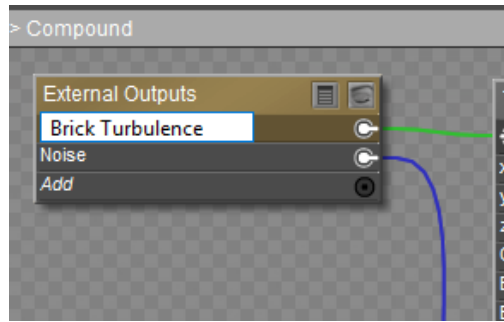 > Compound
External Outputs
Brick Turbulence
Noise
Add